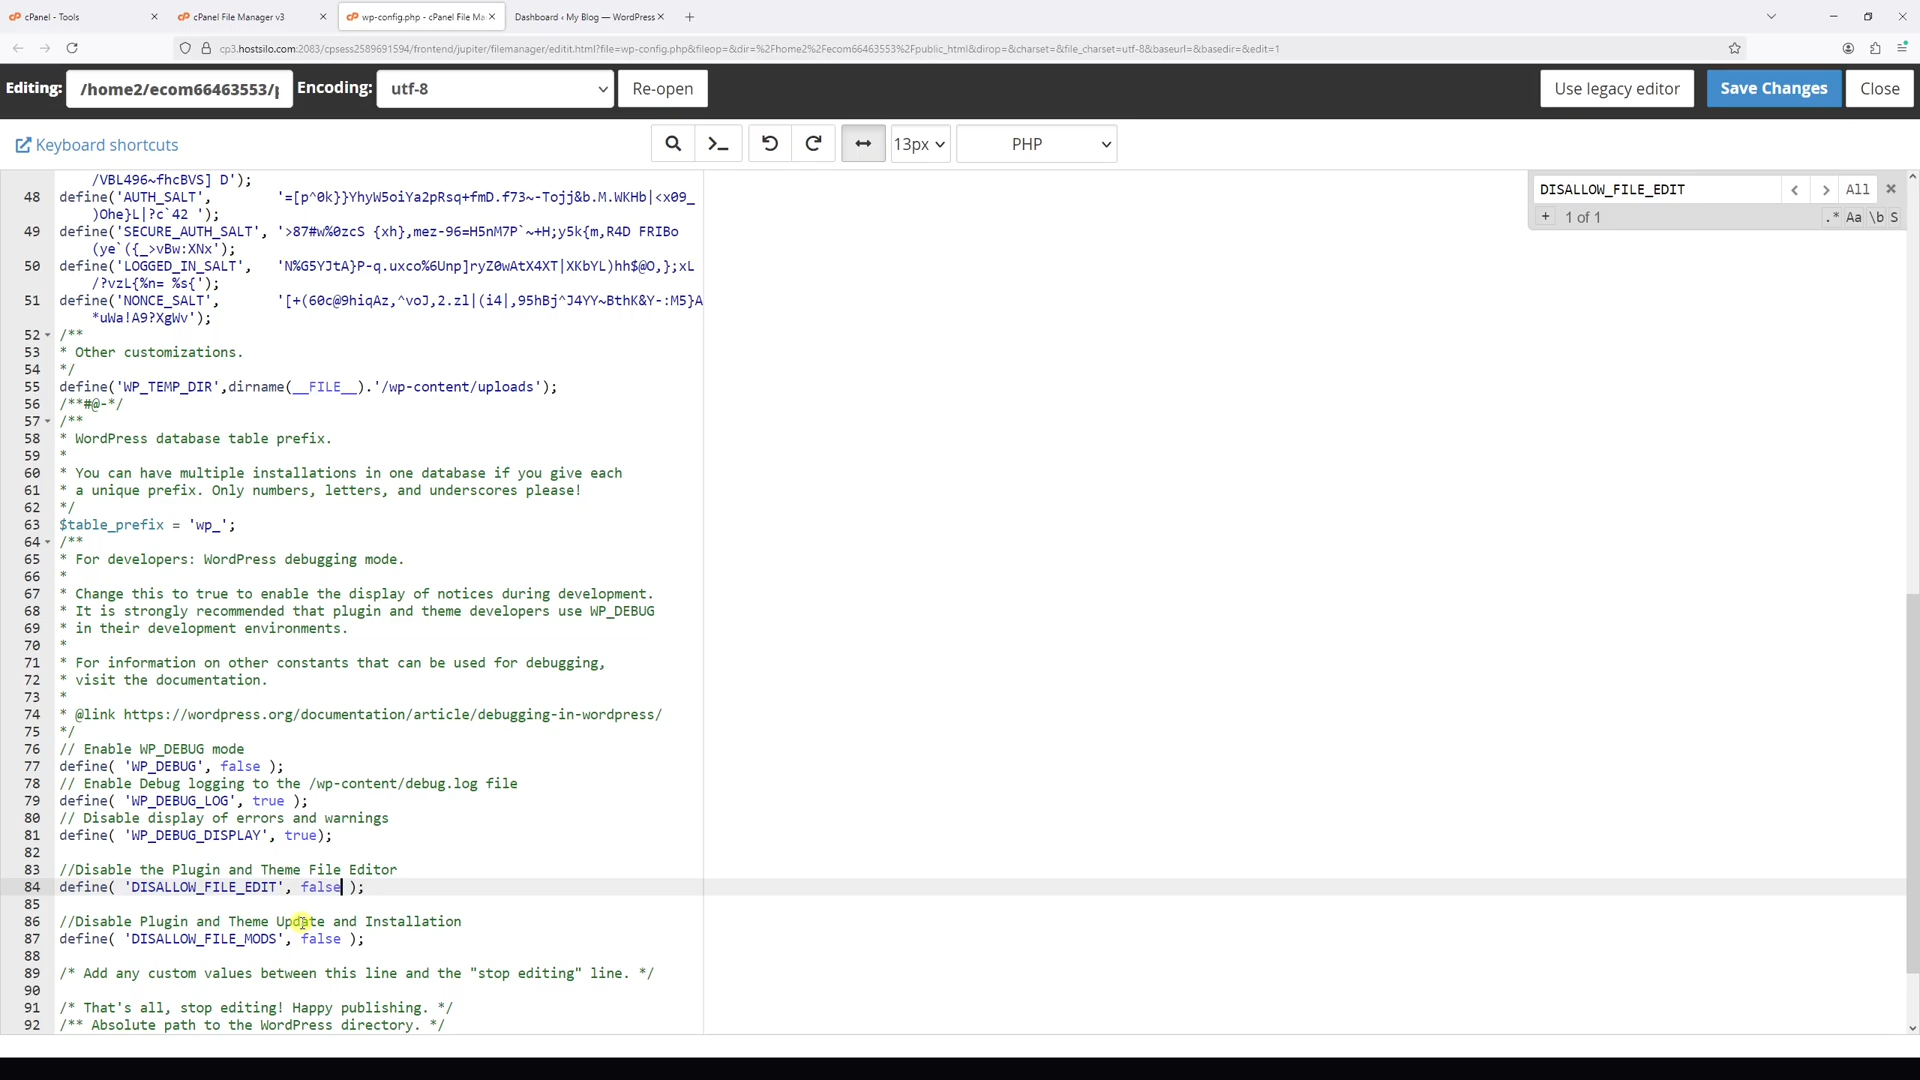 cPanel - Tools
cPanel File Manager v3
wp-config.php - cPanel File Ma
Dashboard ‹ My Blog — WordPress
cp3.hostsilo.com:2083/cpsess2589691594/frontend/jupiter/filemanager/editit.html?file=wp-config.php&fileop=&dir=%2Fhome2%2Fecom66463553%2Fpublic_html&dirop=&charset=&file_charset=utf-8&baseurl=&basedir=&edit=1
Editing: /home2/ecom66463553/p Encoding: utf-8 Re-open Use legacy editor Save Changes Close
Keyboard shortcuts 13px PHP
DISALLOW_FILE_EDIT All
+ 1 of 1 .* Aa \b S
/VBL496~fhcBVS] D');
48 define('AUTH_SALT', '=[p^0k}}YhyW5oiYa2pRsq+fmD.f73~-Tojj&b.M.WKHb|<x09_
)Ohe}L|?c`42 ');
49 define('SECURE_AUTH_SALT', '>87#w%0zcS {xh},mez-96=H5nM7P`~+H;y5k{m,R4D FRIBo
(ye`({_>vBw:XNx');
50 define('LOGGED_IN_SALT', 'N%G5YJtA}P-q.uxco%6Unp]ryZ0wAtX4XT|XKbYL)hh$@O,};xL
/?vzL{%n= %s{');
51 define('NONCE_SALT', '[+(60c@9hiqAz,^voJ,2.zl|(i4|,95hBj^J4YY~BthK&Y-:M5}A
*uWa!A9?XgWv');
52 /**
53 * Other customizations.
54 */
55 define('WP_TEMP_DIR',dirname(__FILE__).'/wp-content/uploads');
56 /**#@-*/
57 /**
58 * WordPress database table prefix.
59 *
60 * You can have multiple installations in one database if you give each
61 * a unique prefix. Only numbers, letters, and underscores please!
62 */
63 $table_prefix = 'wp_';
64 /**
65 * For developers: WordPress debugging mode.
66 *
67 * Change this to true to enable the display of notices during development.
68 * It is strongly recommended that plugin and theme developers use WP_DEBUG
69 * in their development environments.
70 *
71 * For information on other constants that can be used for debugging,
72 * visit the documentation.
73 *
74 * @link https://wordpress.org/documentation/article/debugging-in-wordpress/
75 */
76 // Enable WP_DEBUG mode
77 define( 'WP_DEBUG', false );
78 // Enable Debug logging to the /wp-content/debug.log file
79 define( 'WP_DEBUG_LOG', true );
80 // Disable display of errors and warnings
81 define( 'WP_DEBUG_DISPLAY', true);
82
83 //Disable the Plugin and Theme File Editor
84 define( 'DISALLOW_FILE_EDIT', false );
85
86 //Disable Plugin and Theme Update and Installation
87 define( 'DISALLOW_FILE_MODS', false );
88
89 /* Add any custom values between this line and the "stop editing" line. */
90
91 /* That's all, stop editing! Happy publishing. */
92 /** Absolute path to the WordPress directory. */